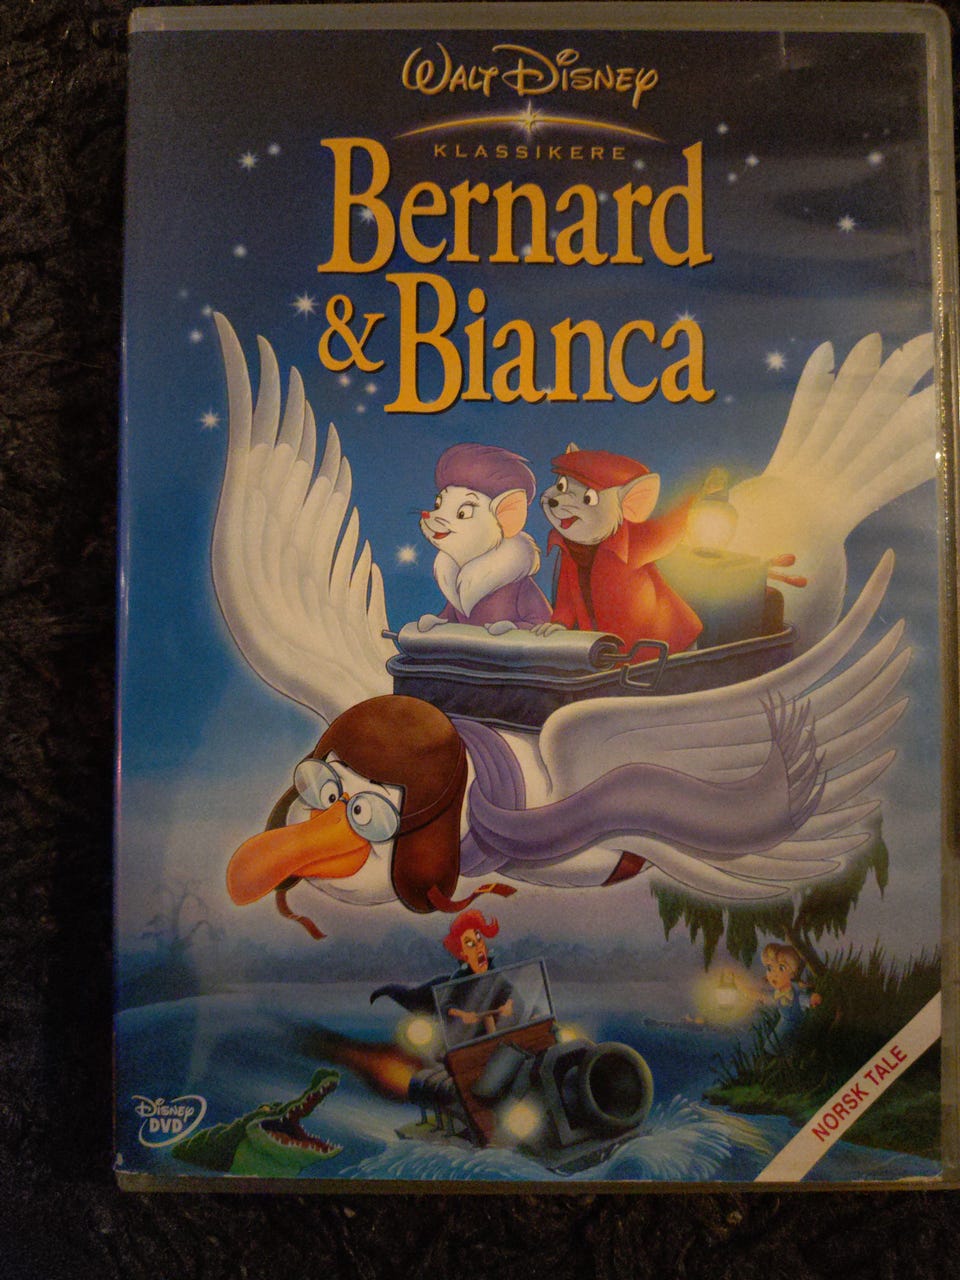 WALT DISNEY
KLASSIKERE
Bernard
& Bianca
NORSK TALE
DISNEY
DVD